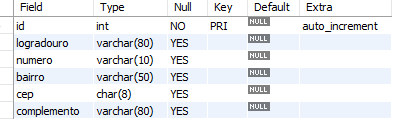 Field Type Null Key Default Extra
id int NO PRI NULL auto_increment
logradouro varchar(80) YES NULL
numero varchar(10) YES NULL
bairro varchar(50) YES NULL
cep char(8) YES NULL
complemento varchar(80) YES NULL